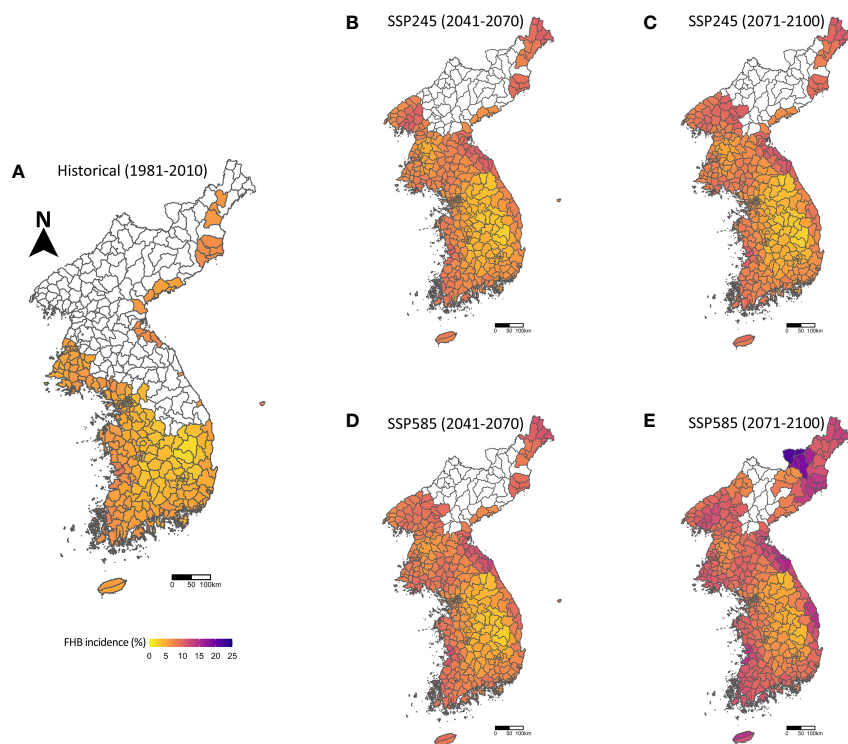 B SSP245 (2041-2070)
C SSP245 (2071-2100)
0 50 100km
0 50 100km
A Historical (1981-2010)
N
0 50 100km
FHB incidence (%)
0 5 10 15 20 25
D SSP585 (2041-2070)
E SSP585 (2071-2100)
0 50 100km
0 50 100km